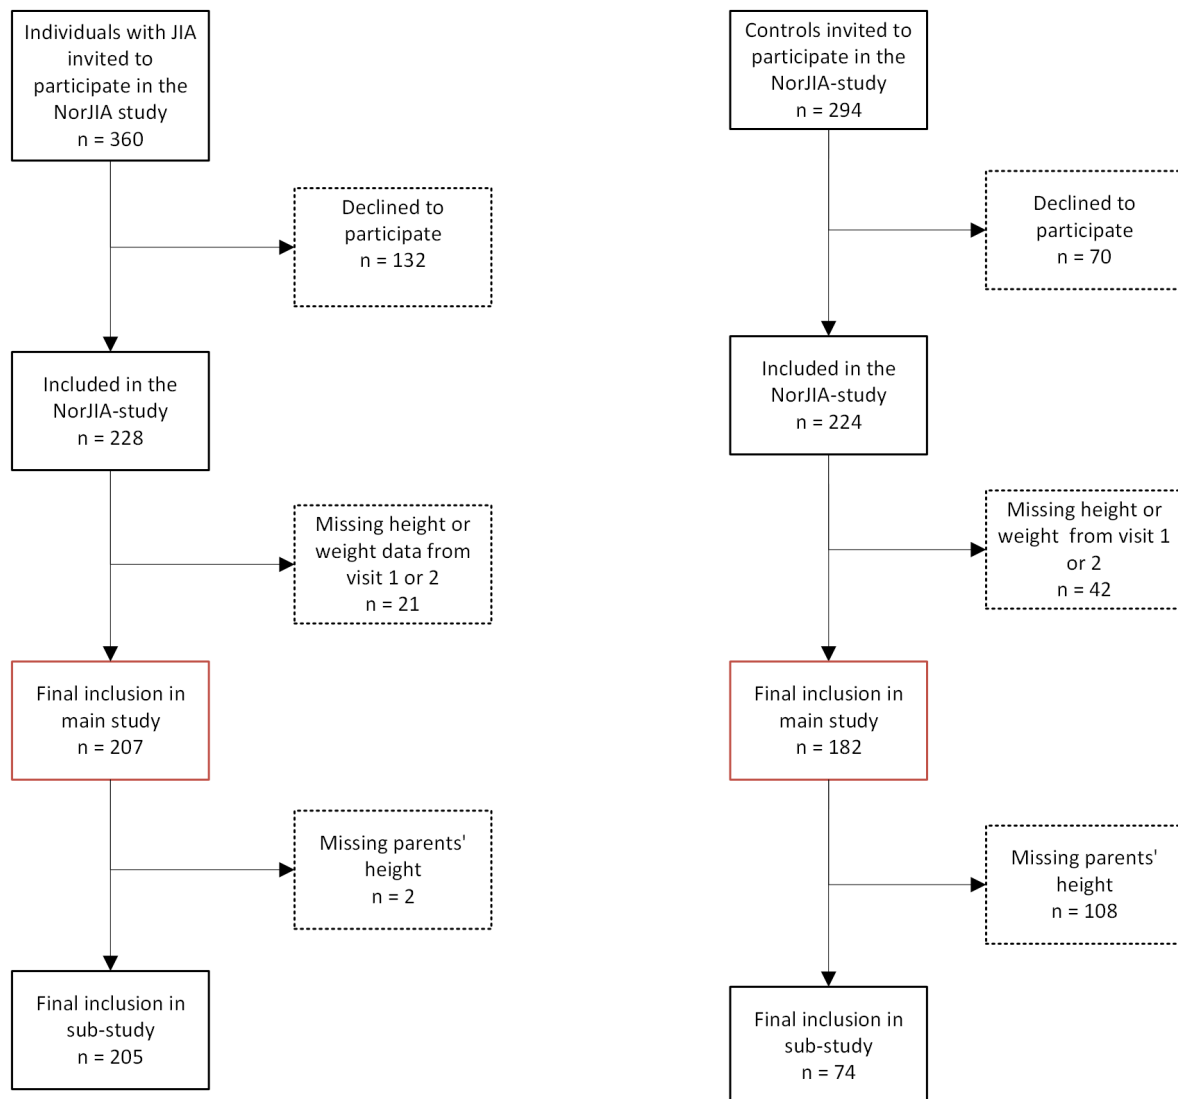 Individuals with JIA
invited to
participate in the
NorJIA study
n = 360
Declined to
participate
n = 132
Included in the
NorJIA-study
n = 228
Missing height or
weight data from
visit 1 or 2
n = 21
Final inclusion in
main study
n = 207
Missing parents'
height
n = 2
Final inclusion in
sub-study
n = 205
Controls invited to
participate in the
NorJIA-study
n = 294
Declined to
participate
n = 70
Included in the
NorJIA-study
n = 224
Missing height or
weight  from visit 1
or 2
n = 42
Final inclusion in
main study
n = 182
Missing parents'
height
n = 108
Final inclusion in
sub-study
n = 74